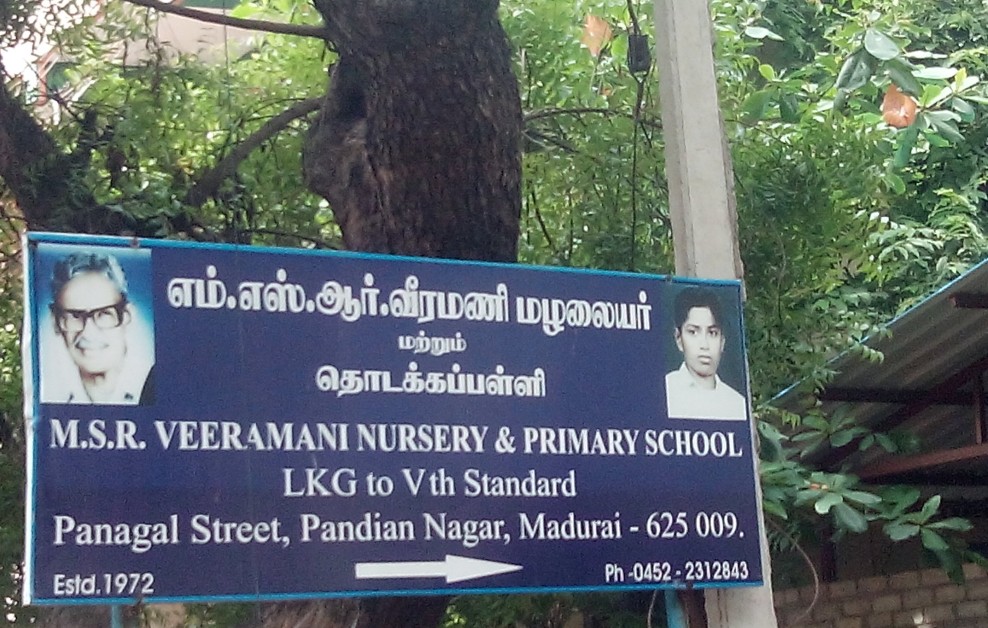 எம்.எஸ்.ஆர்.வீரமணி மழலையர்
மற்றும்
தொடக்கப்பள்ளி
M.S.R. VEERAMANI NURSERY & PRIMARY SCHOOL
LKG to Vth Standard
Panagal Street, Pandian Nagar, Madurai - 625 009.
Estd.1972
Ph -0452 - 2312843